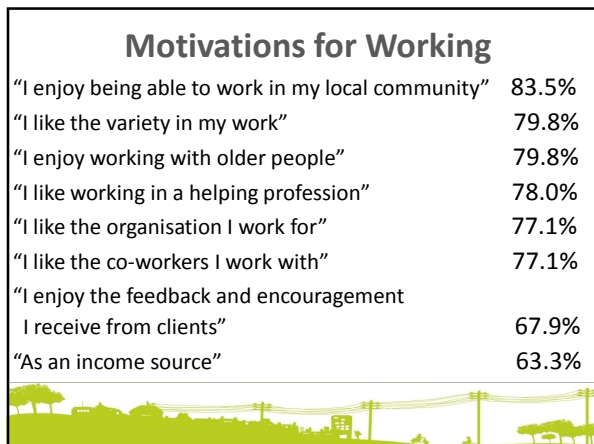 Motivations for Working
“I enjoy being able to work in my local community” 83.5%
“I like the variety in my work” 79.8%
“I enjoy working with older people” 79.8%
“I like working in a helping profession” 78.0%
“I like the organisation I work for” 77.1%
“I like the co-workers I work with” 77.1%
“I enjoy the feedback and encouragement
I receive from clients” 67.9%
“As an income source” 63.3%